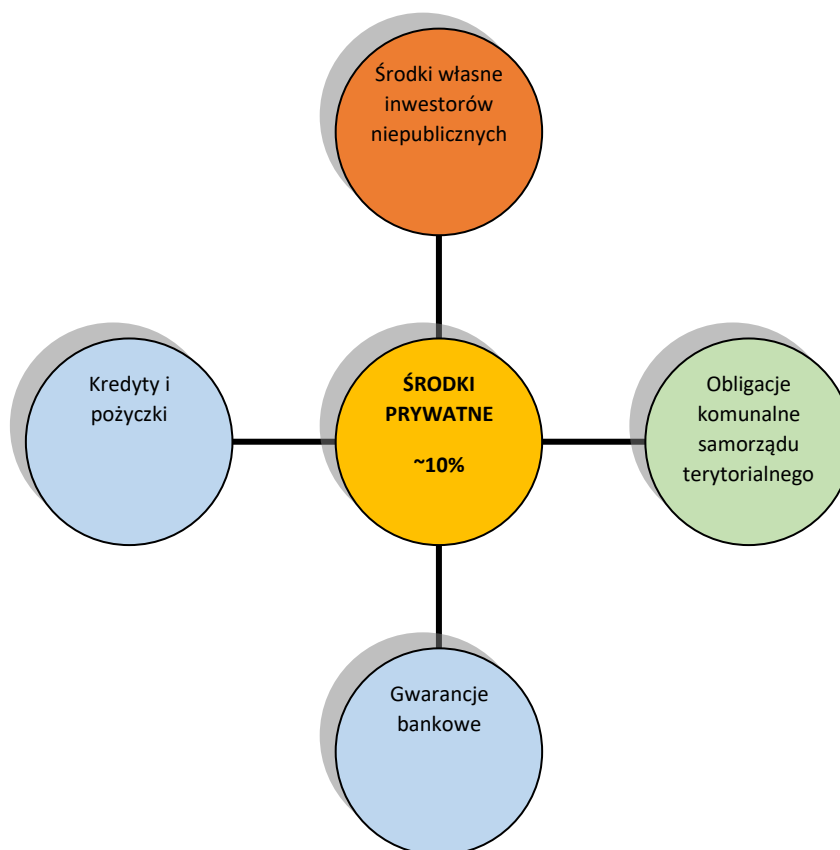 Środki własne
inwestorów
niepublicznych
Kredyty i
pożyczki
ŚRODKI
PRYWATNE
~10%
Obligacje
komunalne
samorządu
terytorialnego
Gwarancje
bankowe